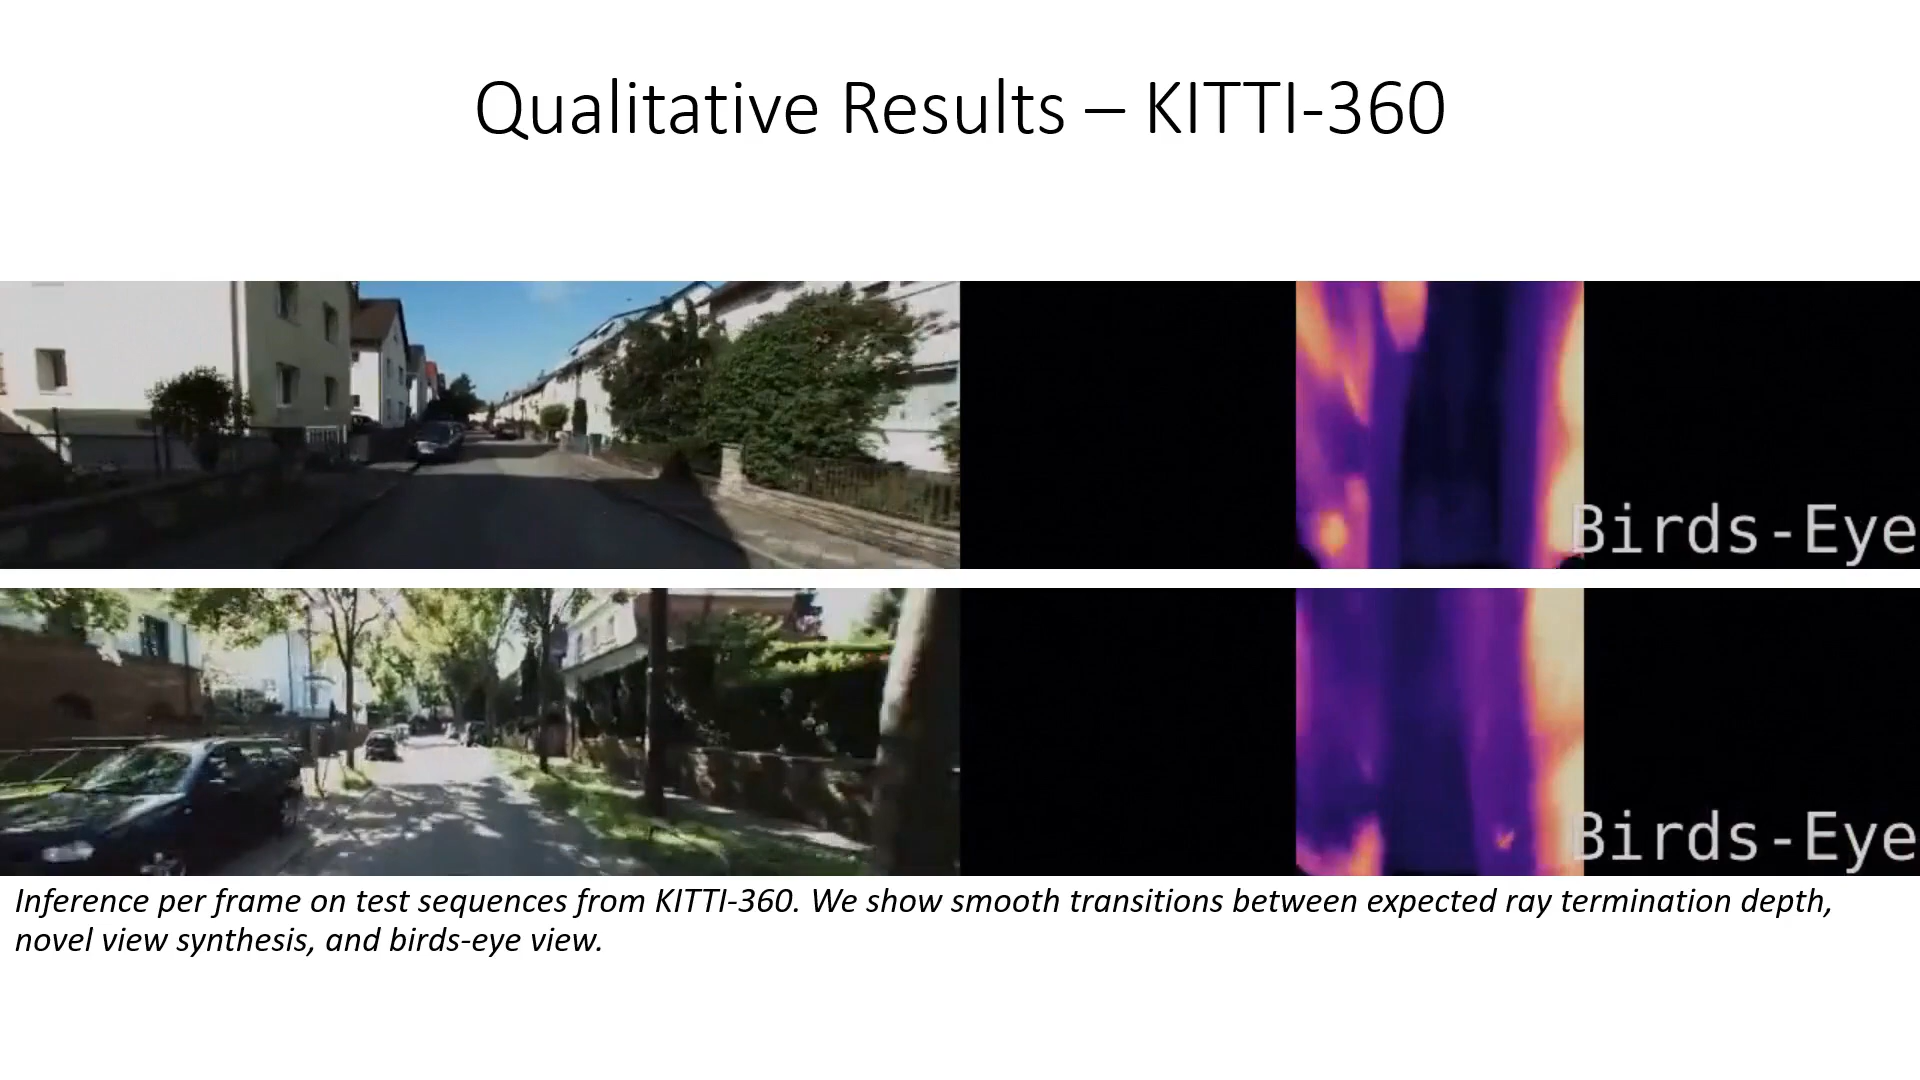 Qualitative Results – KITTI-360
Birds-Eye
Birds-Eye
Inference per frame on test sequences from KITTI-360. We show smooth transitions between expected ray termination depth,
novel view synthesis, and birds-eye view.